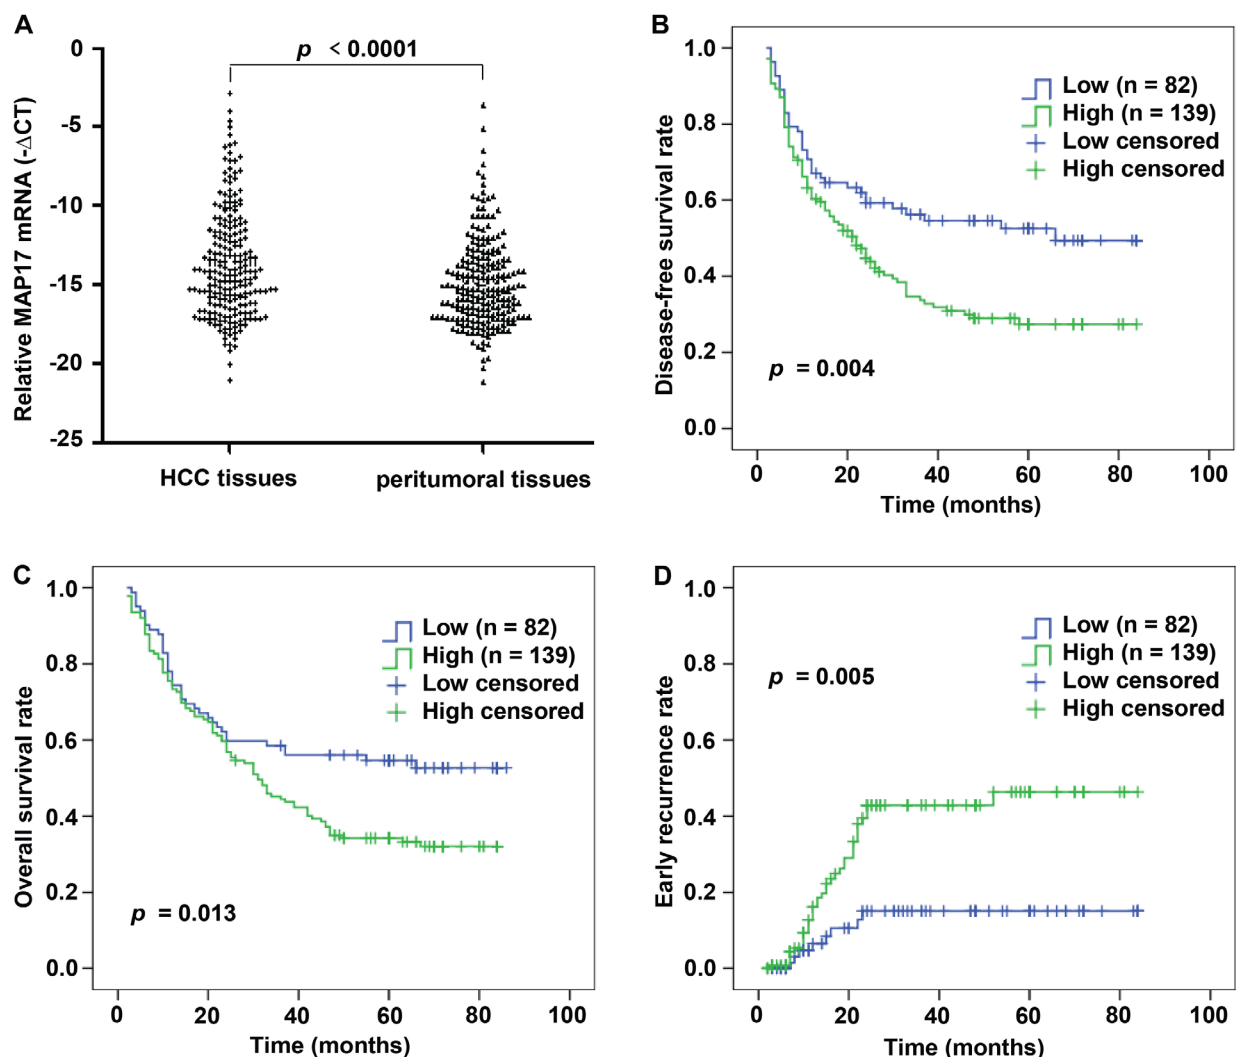 A
p < 0.0001
Relative MAP17 mRNA (-ΔCT)
0
-5
-10
-15
-20
-25
HCC tissues
peritumoral tissues
B
Disease-free survival rate
1.0
0.8
0.6
0.4
0.2
0.0
Low (n = 82)
High (n = 139)
Low censored
High censored
p = 0.004
0 20 40 60 80 100
Time (months)
C
Overall survival rate
1.0
0.8
0.6
0.4
0.2
0.0
Low (n = 82)
High (n = 139)
Low censored
High censored
p = 0.013
0 20 40 60 80 100
Time (months)
D
Early recurrence rate
1.0
0.8
0.6
0.4
0.2
0.0
Low (n = 82)
High (n = 139)
Low censored
High censored
p = 0.005
0 20 40 60 80 100
Time (months)